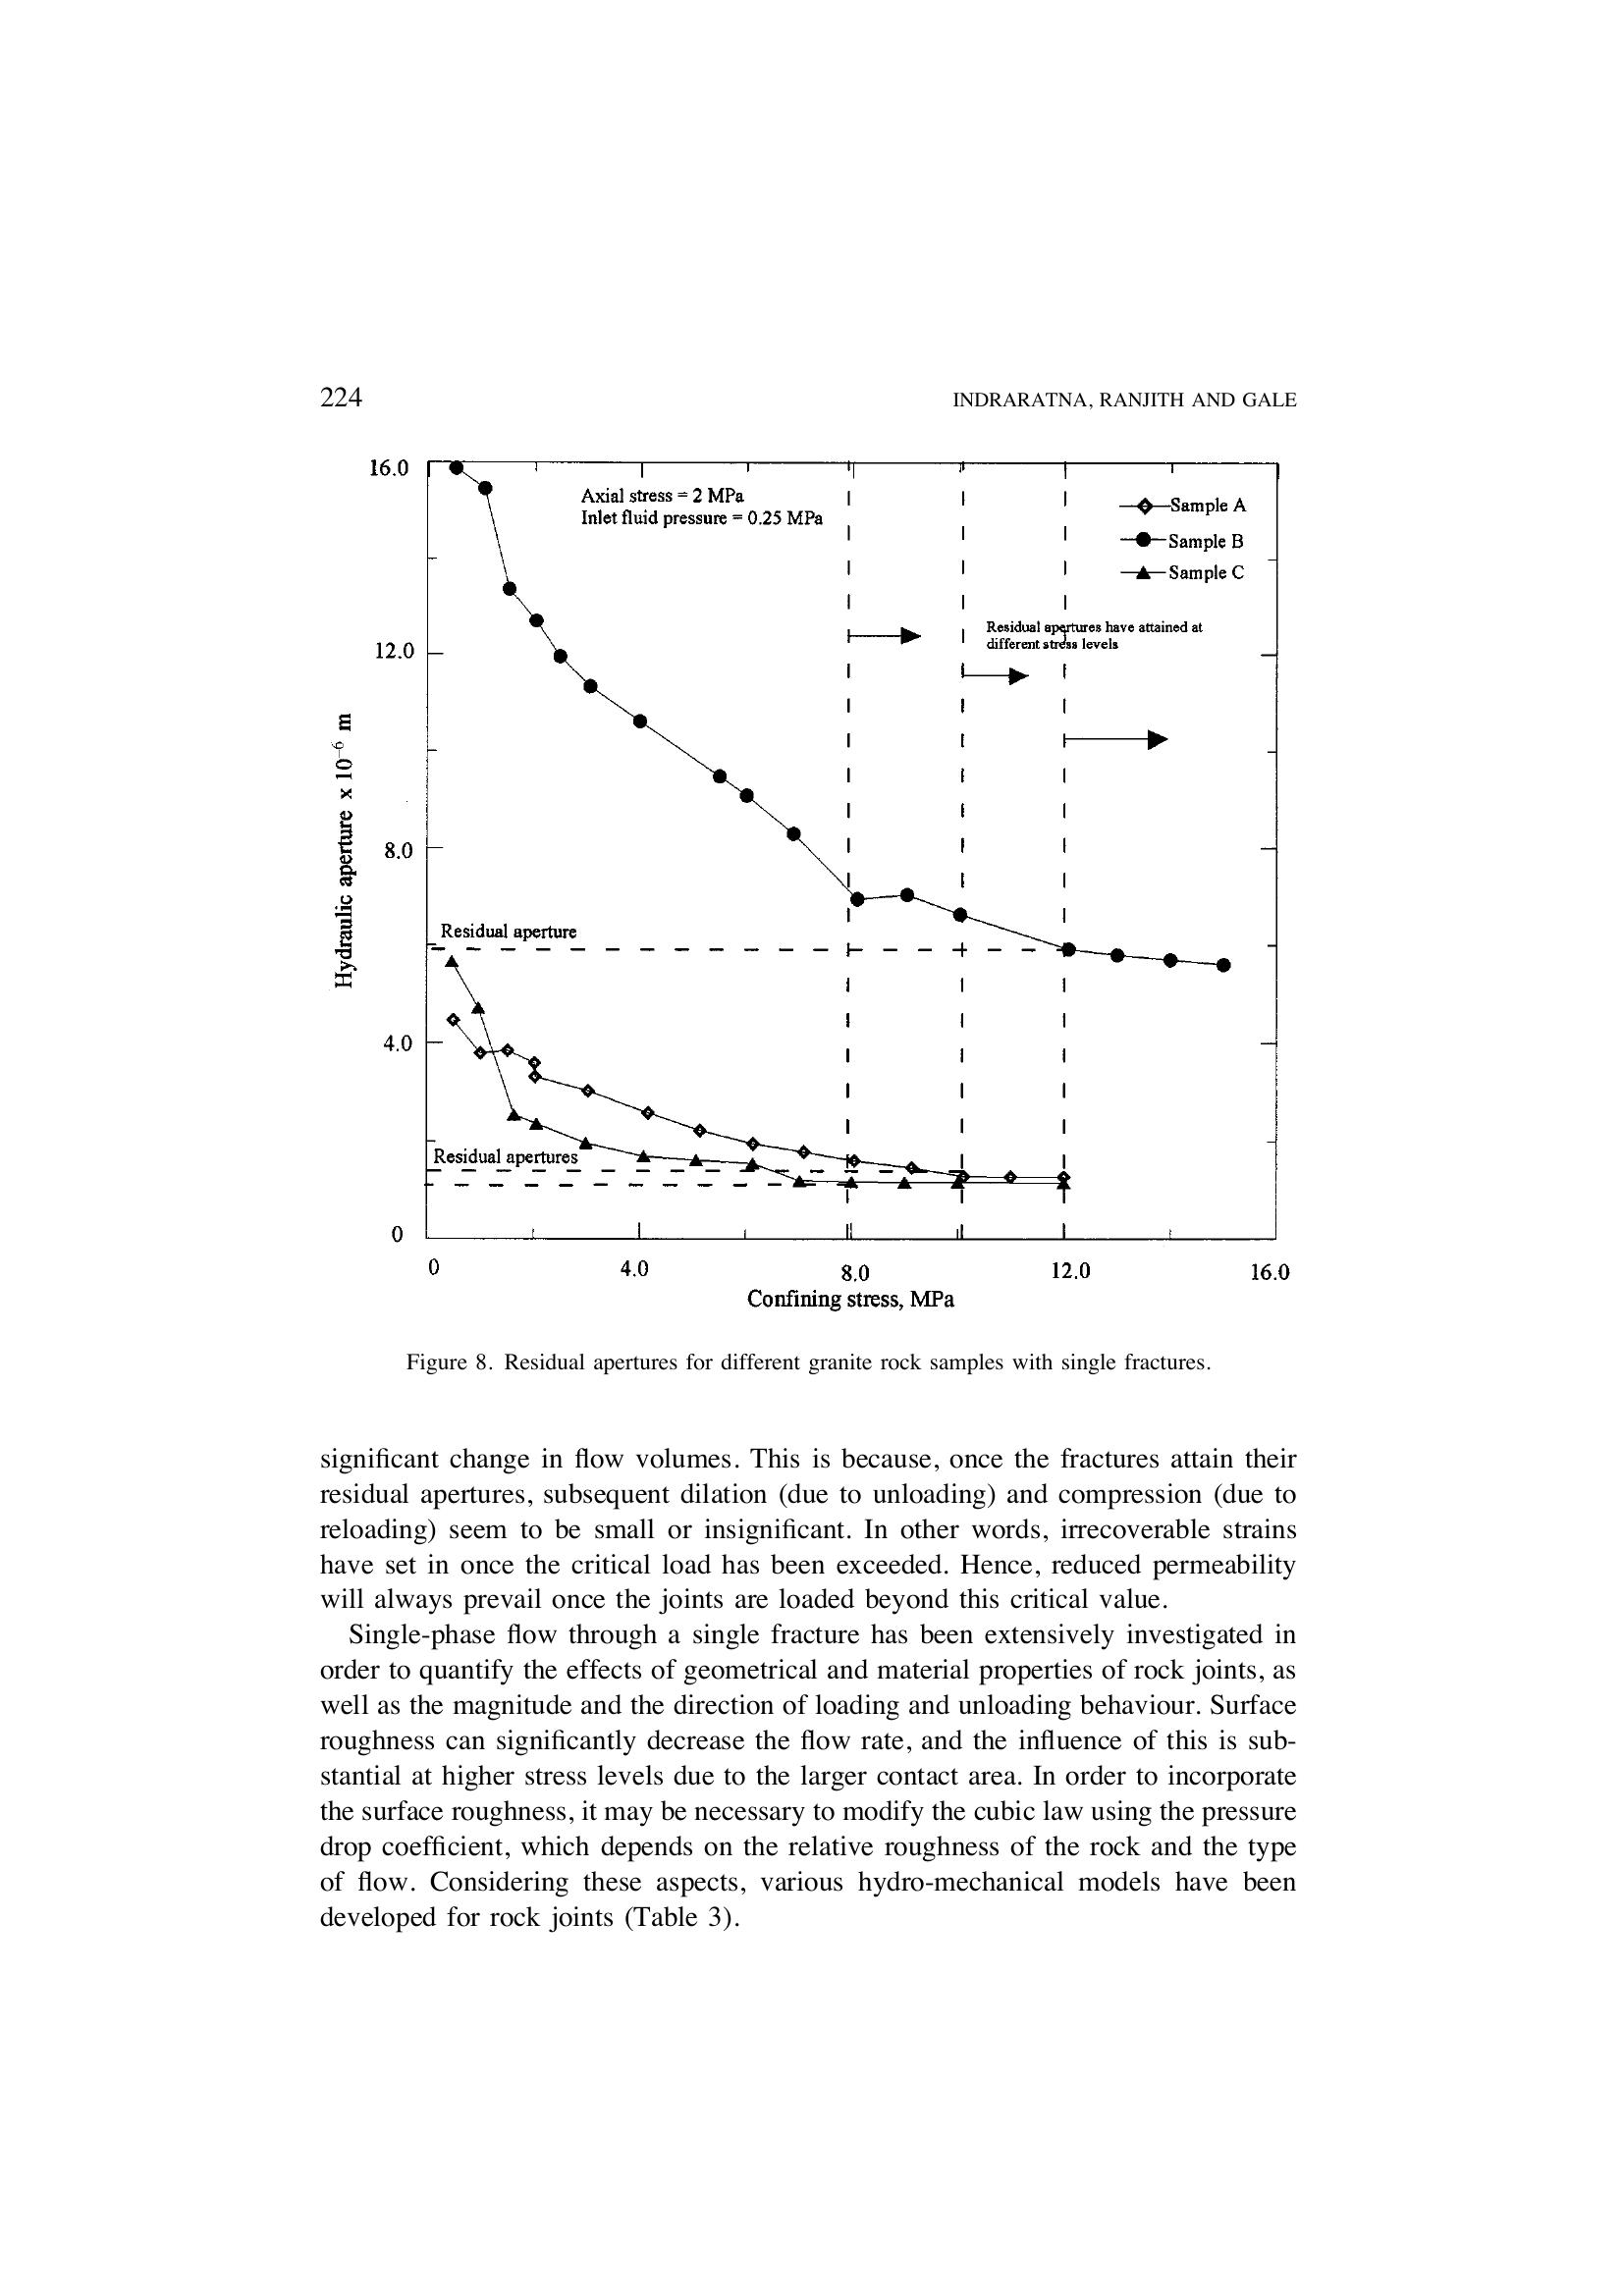 224
INDRARATNA, RANJITH AND GALE
16.0
Axial stress = 2 MPa
Inlet fluid pressure = 0.25 MPa
Sample A
Sample B
Sample C
Residual apertures have attained at
different stress levels
12.0
Hydraulic aperture x 10⁻⁶ m
8.0
Residual aperture
4.0
Residual apertures
0
0
4.0
8.0
12.0
16.0
Confining stress, MPa
Figure 8. Residual apertures for different granite rock samples with single fractures.
significant change in flow volumes. This is because, once the fractures attain their
residual apertures, subsequent dilation (due to unloading) and compression (due to
reloading) seem to be small or insignificant. In other words, irrecoverable strains
have set in once the critical load has been exceeded. Hence, reduced permeability
will always prevail once the joints are loaded beyond this critical value.
Single-phase flow through a single fracture has been extensively investigated in
order to quantify the effects of geometrical and material properties of rock joints, as
well as the magnitude and the direction of loading and unloading behaviour. Surface
roughness can significantly decrease the flow rate, and the influence of this is sub-
stantial at higher stress levels due to the larger contact area. In order to incorporate
the surface roughness, it may be necessary to modify the cubic law using the pressure
drop coefficient, which depends on the relative roughness of the rock and the type
of flow. Considering these aspects, various hydro-mechanical models have been
developed for rock joints (Table 3).